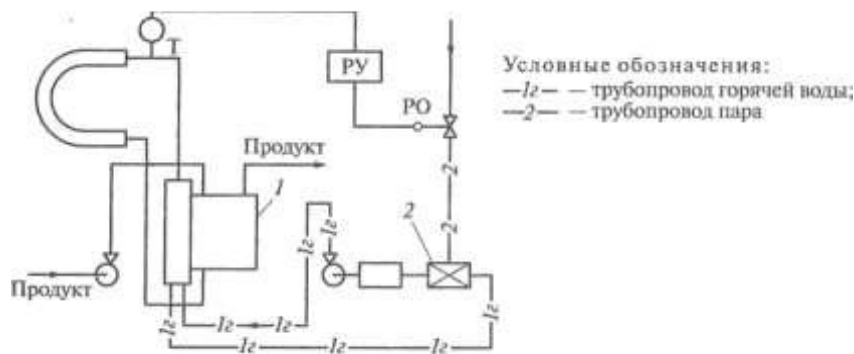 Т
РУ
РО
Условные обозначения:
—1г— — трубопровод горячей воды;
—2— — трубопровод пара
Продукт
1
2
2
2
1г
1г
Продукт
1г
1г
1г
1г
1г
1г
1г
1г